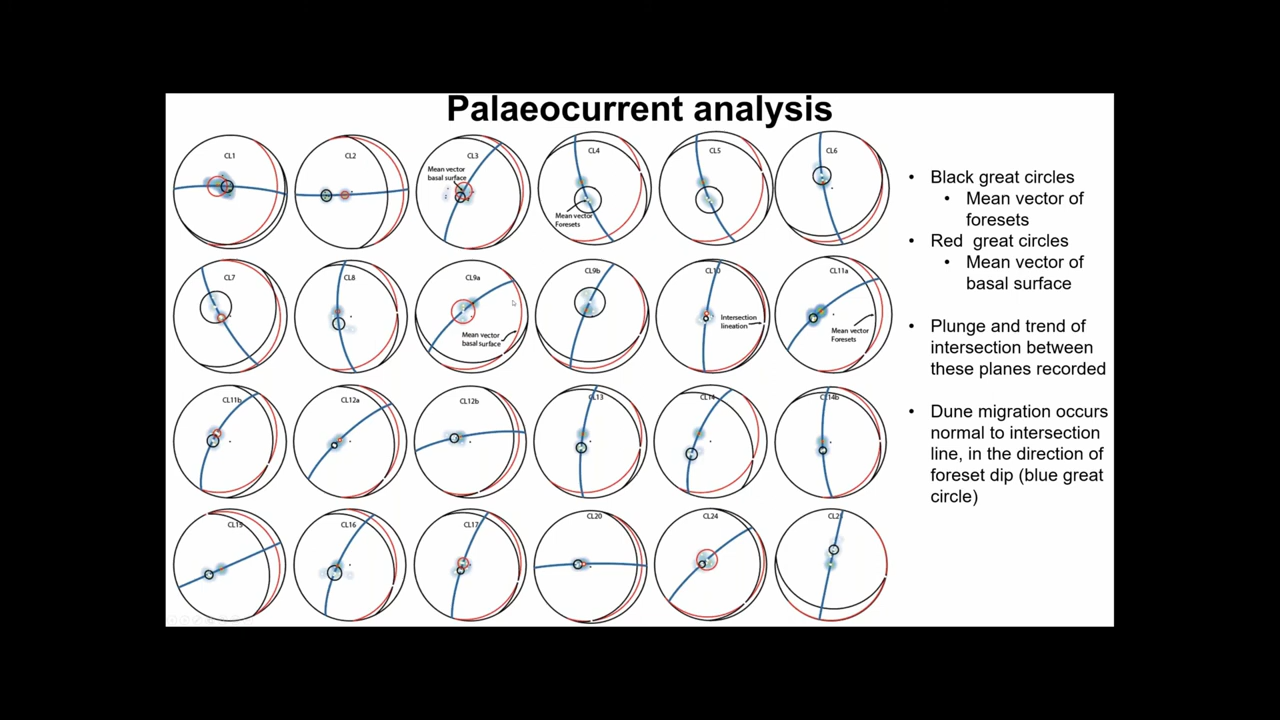 Palaeocurrent analysis
CL1
CL2
CL3
Mean vector
basal surface
CL4
Mean vector
Foresets
CL5
CL6
CL7
CL8
CL9a
Mean vector
basal surface
CL9b
CL10
Intersection
lineation
CL11a
Mean vector
Foresets
CL11b
CL12a
CL12b
CL13
CL14
CL14b
CL15
CL16
CL17
CL20
CL24
• Black great circles
• Mean vector of
foresets
• Red great circles
• Mean vector of
basal surface
• Plunge and trend of
intersection between
these planes recorded
• Dune migration occurs
normal to intersection
line, in the direction of
foreset dip (blue great
circle)